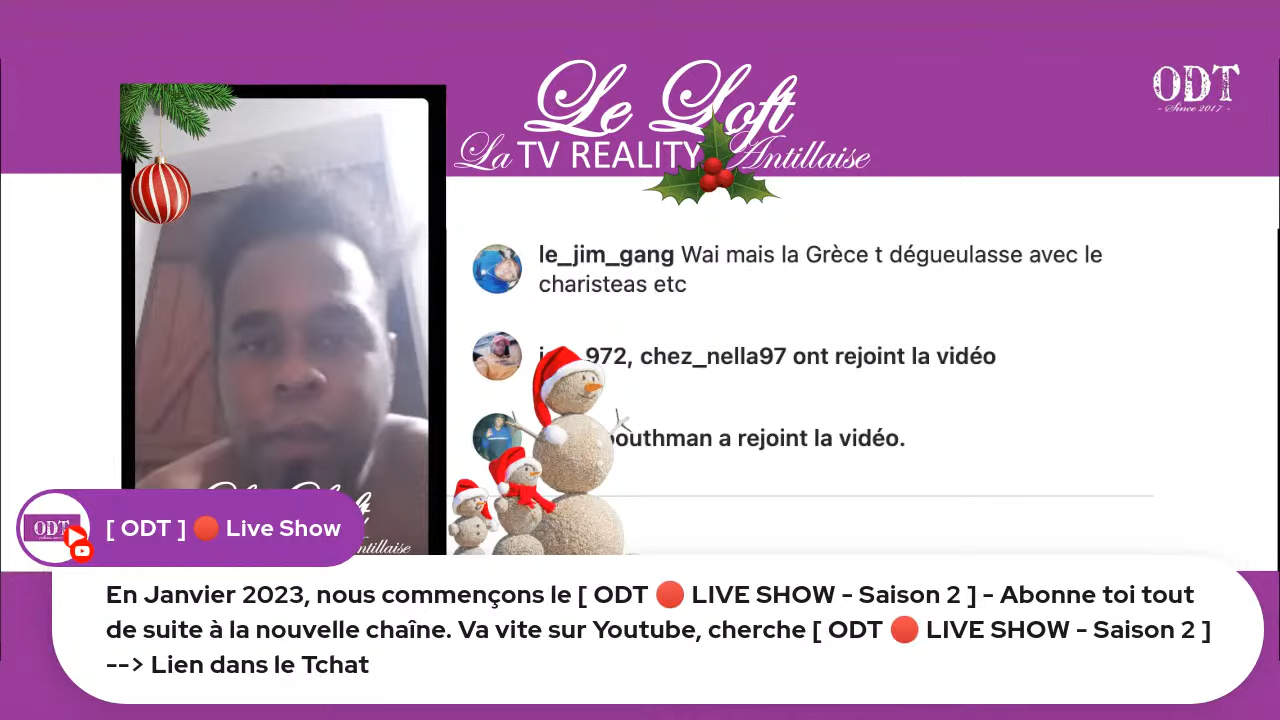 Le Loft
La TV REALITY Antillaise
ODT
- Since 2017 -
le_jim_gang Wai mais la Grèce t dégueulasse avec le
charisteas etc
972, chez_nella97 ont rejoint la vidéo
outhman a rejoint la vidéo.
ntillaise
ODT
[ ODT ] 🔴 Live Show
En Janvier 2023, nous commençons le [ ODT 🔴 LIVE SHOW - Saison 2 ] - Abonne toi tout
de suite à la nouvelle chaîne. Va vite sur Youtube, cherche [ ODT 🔴 LIVE SHOW - Saison 2 ]
--> Lien dans le Tchat